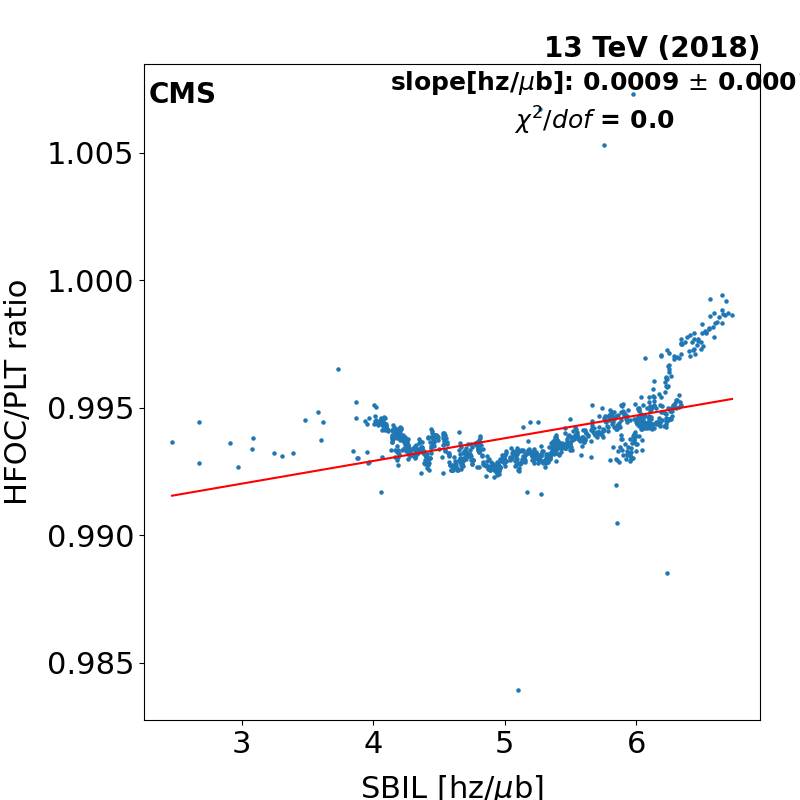 13 TeV (2018)
CMS
slope[hz/μb]: 0.0009 ± 0.000
χ²/dof = 0.0
1.005
1.000
0.995
0.990
0.985
HFOC/PLT ratio
3 4 5 6
SBIL [hz/μb]